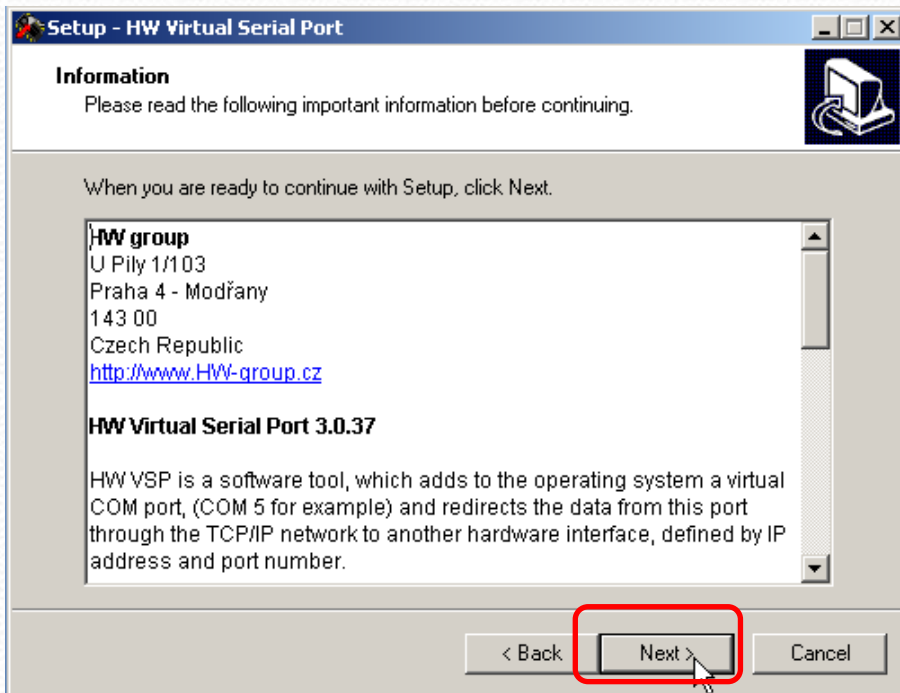 Setup - HW Virtual Serial Port
Information
Please read the following important information before continuing.
When you are ready to continue with Setup, click Next.
HW group
U Pily 1/103
Praha 4 - Modřany
143 00
Czech Republic
http://www.HW-group.cz
HW Virtual Serial Port 3.0.37
HW VSP is a software tool, which adds to the operating system a virtual
COM port, (COM 5 for example) and redirects the data from this port
through the TCP/IP network to another hardware interface, defined by IP
address and port number.
< Back Next > Cancel